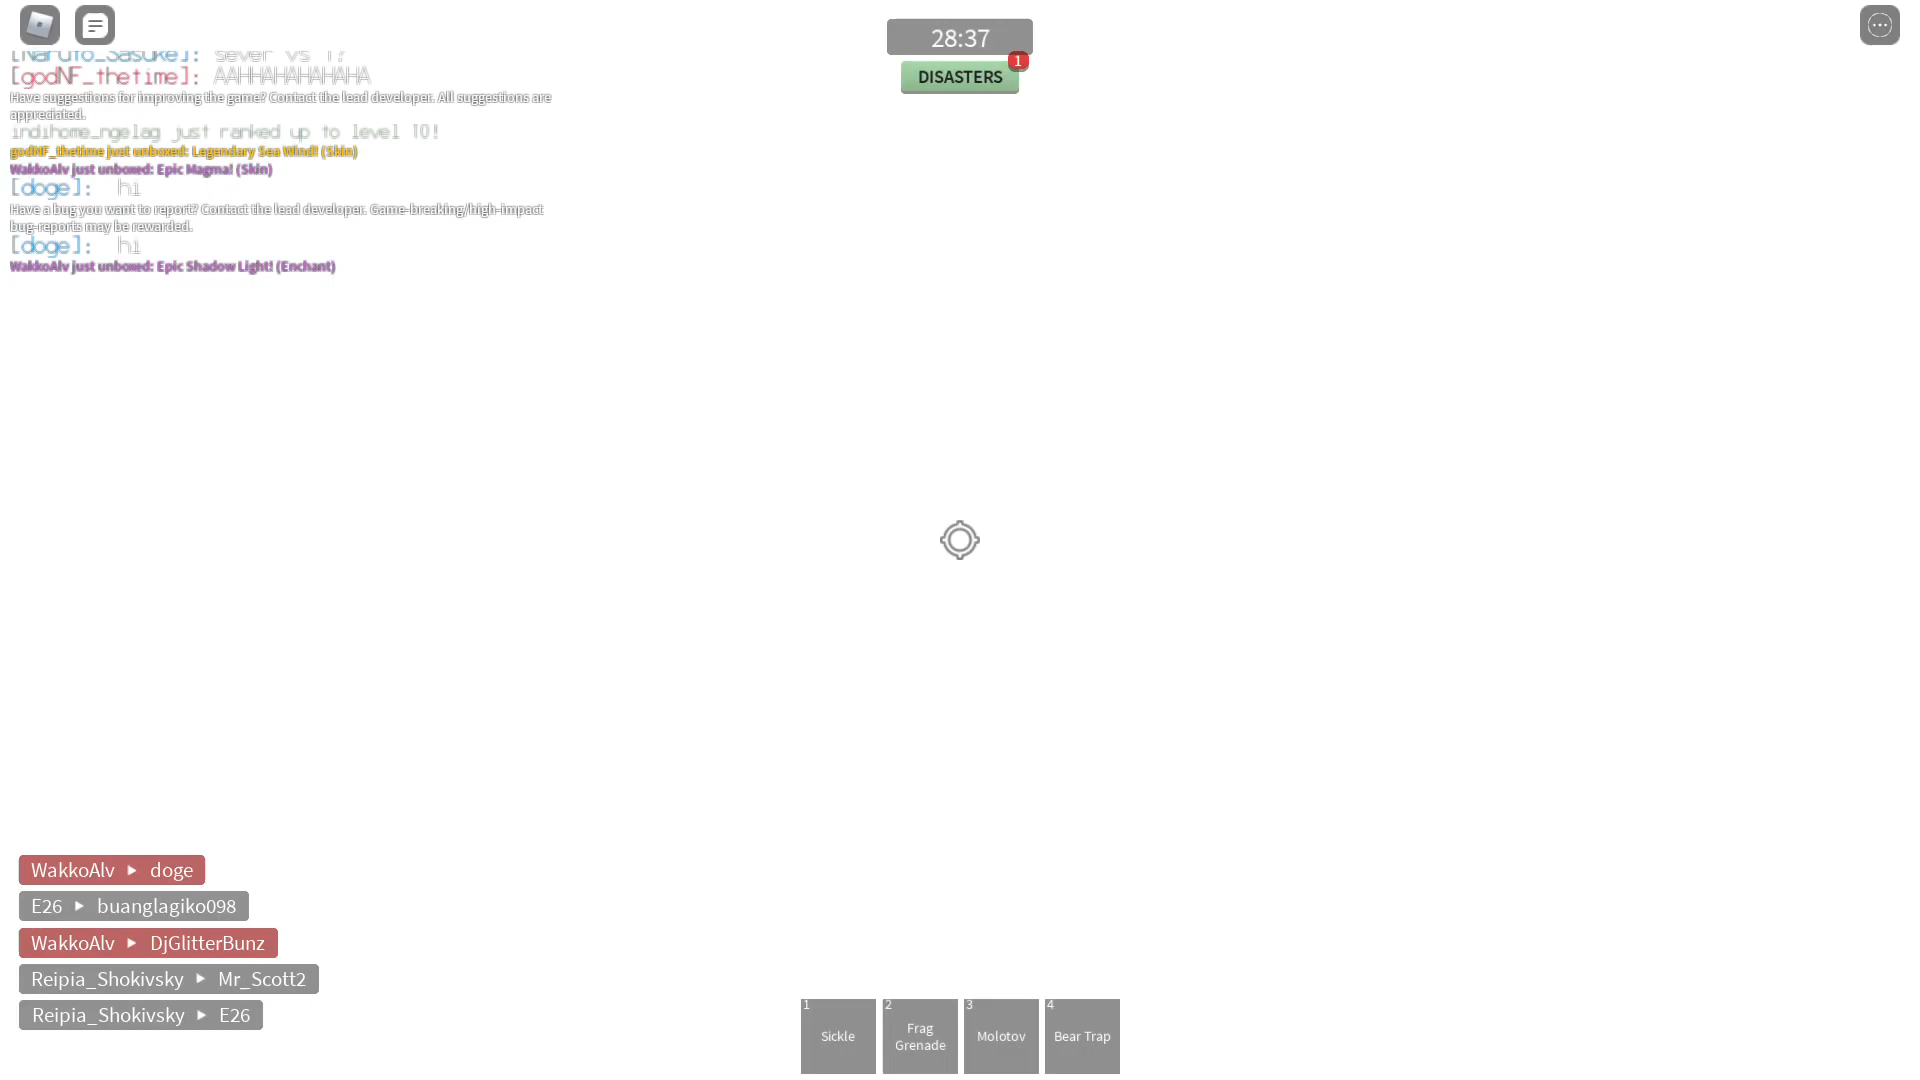 28:37
1
DISASTERS
[Naruto_Sasuke]: sever vs 1?
[godNF_thetime]: AAHHAHAHAHAHA
Have suggestions for improving the game? Contact the lead developer. All suggestions are
appreciated.
indihome_ngelag just ranked up to level 10!
godNF_thetime just unboxed: Legendary Sea Wind! (Skin)
WakkoAlv just unboxed: Epic Magma! (Skin)
[doge]: hi
Have a bug you want to report? Contact the lead developer. Game-breaking/high-impact
bug-reports may be rewarded.
[doge]: hi
WakkoAlv just unboxed: Epic Shadow Light! (Enchant)
WakkoAlv ▸ doge
E26 ▸ buanglagiko098
WakkoAlv ▸ DjGlitterBunz
Reipia_Shokivsky ▸ Mr_Scott2
Reipia_Shokivsky ▸ E26
1
Sickle
2
Frag
Grenade
3
Molotov
4
Bear Trap